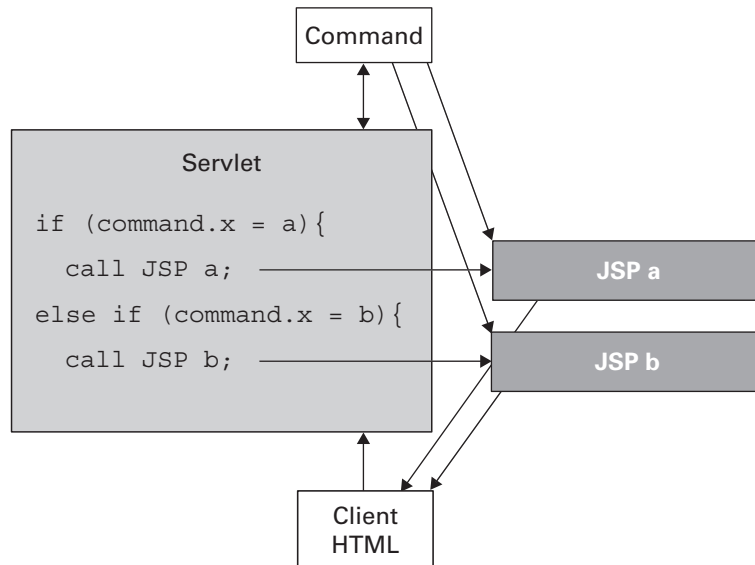 Command
Servlet
if (command.x = a){
call JSP a;
else if (command.x = b){
call JSP b;
JSP a
JSP b
Client
HTML